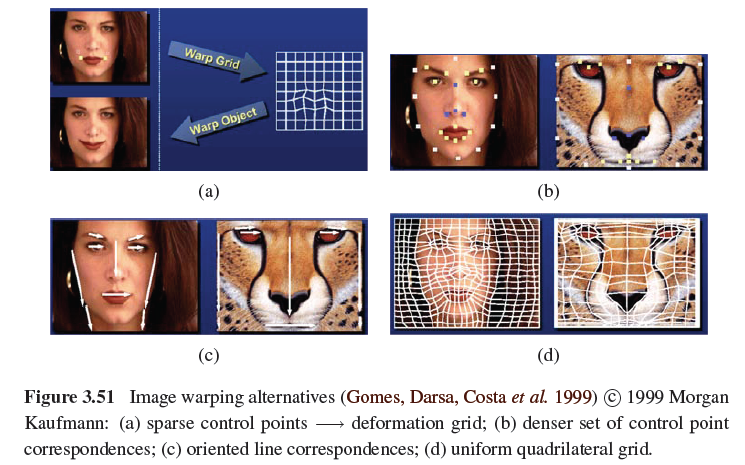 Warp Grid
Warp Object
(a)
(b)
(c)
(d)
Figure 3.51 Image warping alternatives (Gomes, Darsa, Costa et al. 1999) © 1999 Morgan
Kaufmann: (a) sparse control points ⟶ deformation grid; (b) denser set of control point
correspondences; (c) oriented line correspondences; (d) uniform quadrilateral grid.